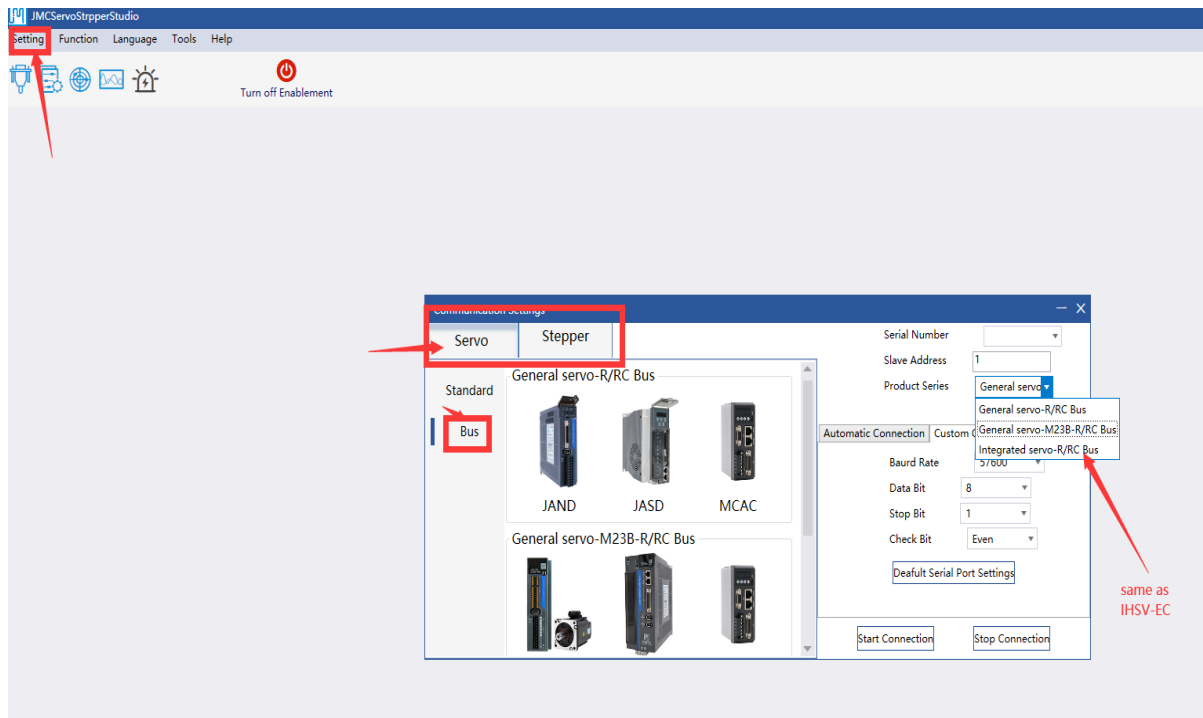 JMCServoStrpperStudio
Setting Function Language Tools Help
Turn off Enablement
Communication Settings
Servo Stepper
Standard
Bus
General servo-R/RC Bus
JAND JASD MCAC
General servo-M23B-R/RC Bus
Serial Number
Slave Address 1
Product Series General servo
General servo-R/RC Bus
General servo-M23B-R/RC Bus
Integrated servo-R/RC Bus
Automatic Connection Custom
Baurd Rate 57600
Data Bit 8
Stop Bit 1
Check Bit Even
Deafult Serial Port Settings
Start Connection Stop Connection
same as
IHSV-EC